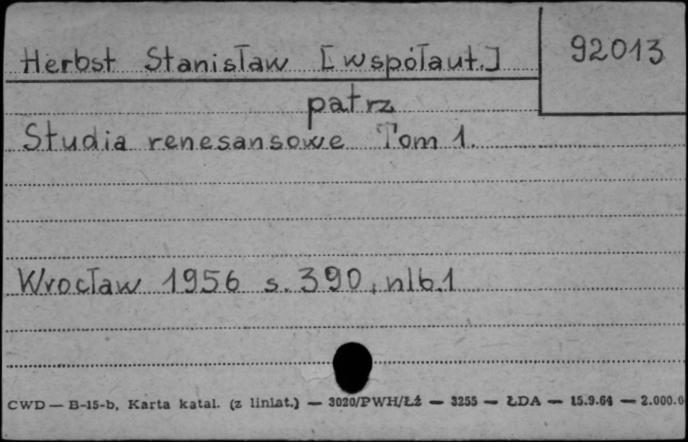 Herbst Stanisław [współaut.]
92013
patrz
Studia renesansowe Tom 1.
Wrocław 1956 s. 390, nlb.1
CWD — B-15-b, Karta katal. (z liniat.) — 3020/PWH/Łź — 3255 — ŁDA — 15.9.64 — 2.000.0